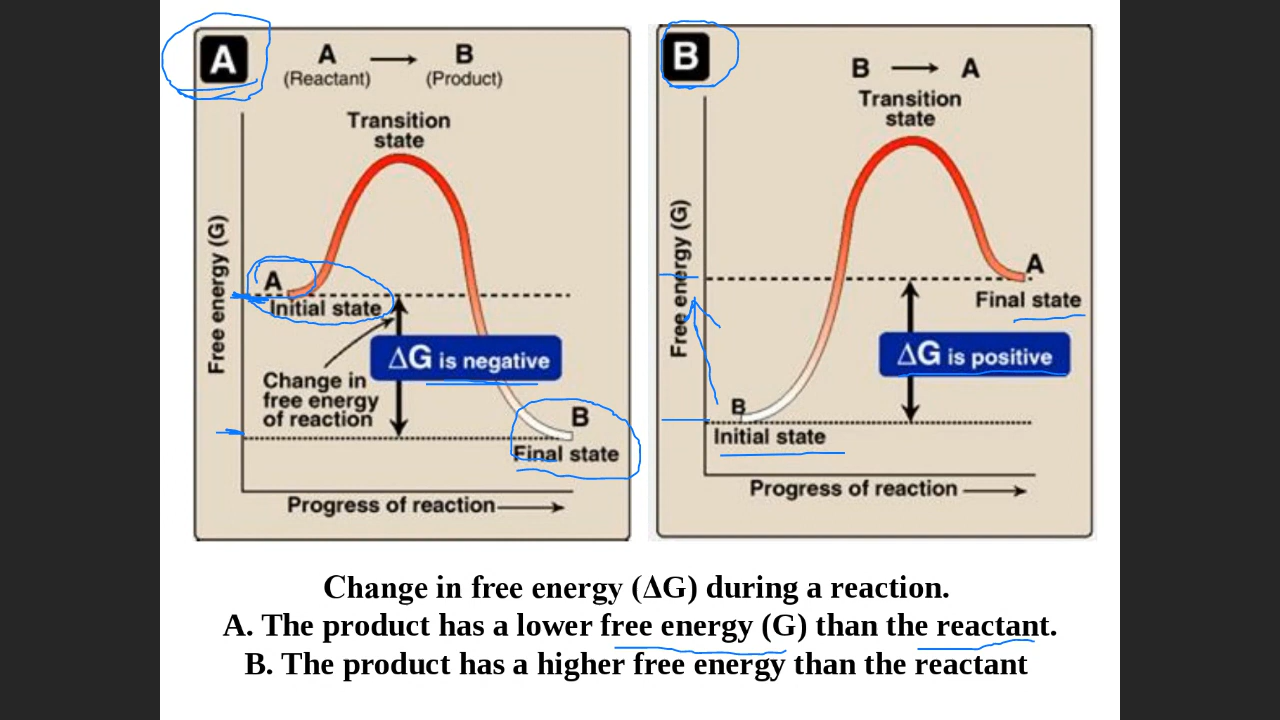 A
A → B
(Reactant) (Product)
Transition
state
Free energy (G)
A
Initial state
ΔG is negative
Change in
free energy
of reaction
B
Final state
Progress of reaction →
B
B → A
Transition
state
Free energy (G)
A
Final state
ΔG is positive
B
Initial state
Progress of reaction →
Change in free energy (ΔG) during a reaction.
A. The product has a lower free energy (G) than the reactant.
B. The product has a higher free energy than the reactant